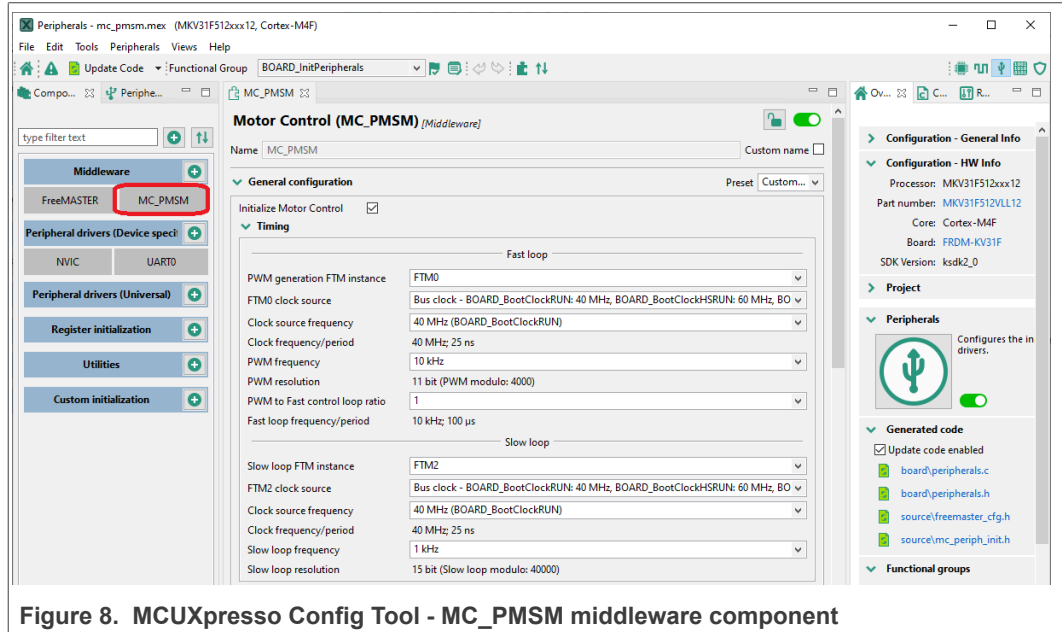 Peripherals - mc_pmsm.mex (MKV31F512xxx12, Cortex-M4F)
File Edit Tools Peripherals Views Help
Update Code Functional Group BOARD_InitPeripherals
Compo... Periphe...
type filter text
Middleware
FreeMASTER MC_PMSM
Peripheral drivers (Device specif
NVIC UART0
Peripheral drivers (Universal)
Register initialization
Utilities
Custom initialization
MC_PMSM
Motor Control (MC_PMSM) [Middleware]
Name MC_PMSM Custom name
General configuration Preset Custom...
Initialize Motor Control
Timing
Fast loop
PWM generation FTM instance FTM0
FTM0 clock source Bus clock - BOARD_BootClockRUN: 40 MHz, BOARD_BootClockHSRUN: 60 MHz, BO
Clock source frequency 40 MHz (BOARD_BootClockRUN)
Clock frequency/period 40 MHz; 25 ns
PWM frequency 10 kHz
PWM resolution 11 bit (PWM modulo: 4000)
PWM to Fast control loop ratio 1
Fast loop frequency/period 10 kHz; 100 µs
Slow loop
Slow loop FTM instance FTM2
FTM2 clock source Bus clock - BOARD_BootClockRUN: 40 MHz, BOARD_BootClockHSRUN: 60 MHz, BO
Clock source frequency 40 MHz (BOARD_BootClockRUN)
Clock frequency/period 40 MHz; 25 ns
Slow loop frequency 1 kHz
Slow loop resolution 15 bit (Slow loop modulo: 40000)
Ov... C... R...
Configuration - General Info
Configuration - HW Info
Processor: MKV31F512xxx12
Part number: MKV31F512VLL12
Core: Cortex-M4F
Board: FRDM-KV31F
SDK Version: ksdk2_0
Project
Peripherals
Configures the in
drivers.
Generated code
Update code enabled
board\peripherals.c
board\peripherals.h
source\freemaster_cfg.h
source\mc_periph_init.h
Functional groups
Figure 8. MCUXpresso Config Tool - MC_PMSM middleware component